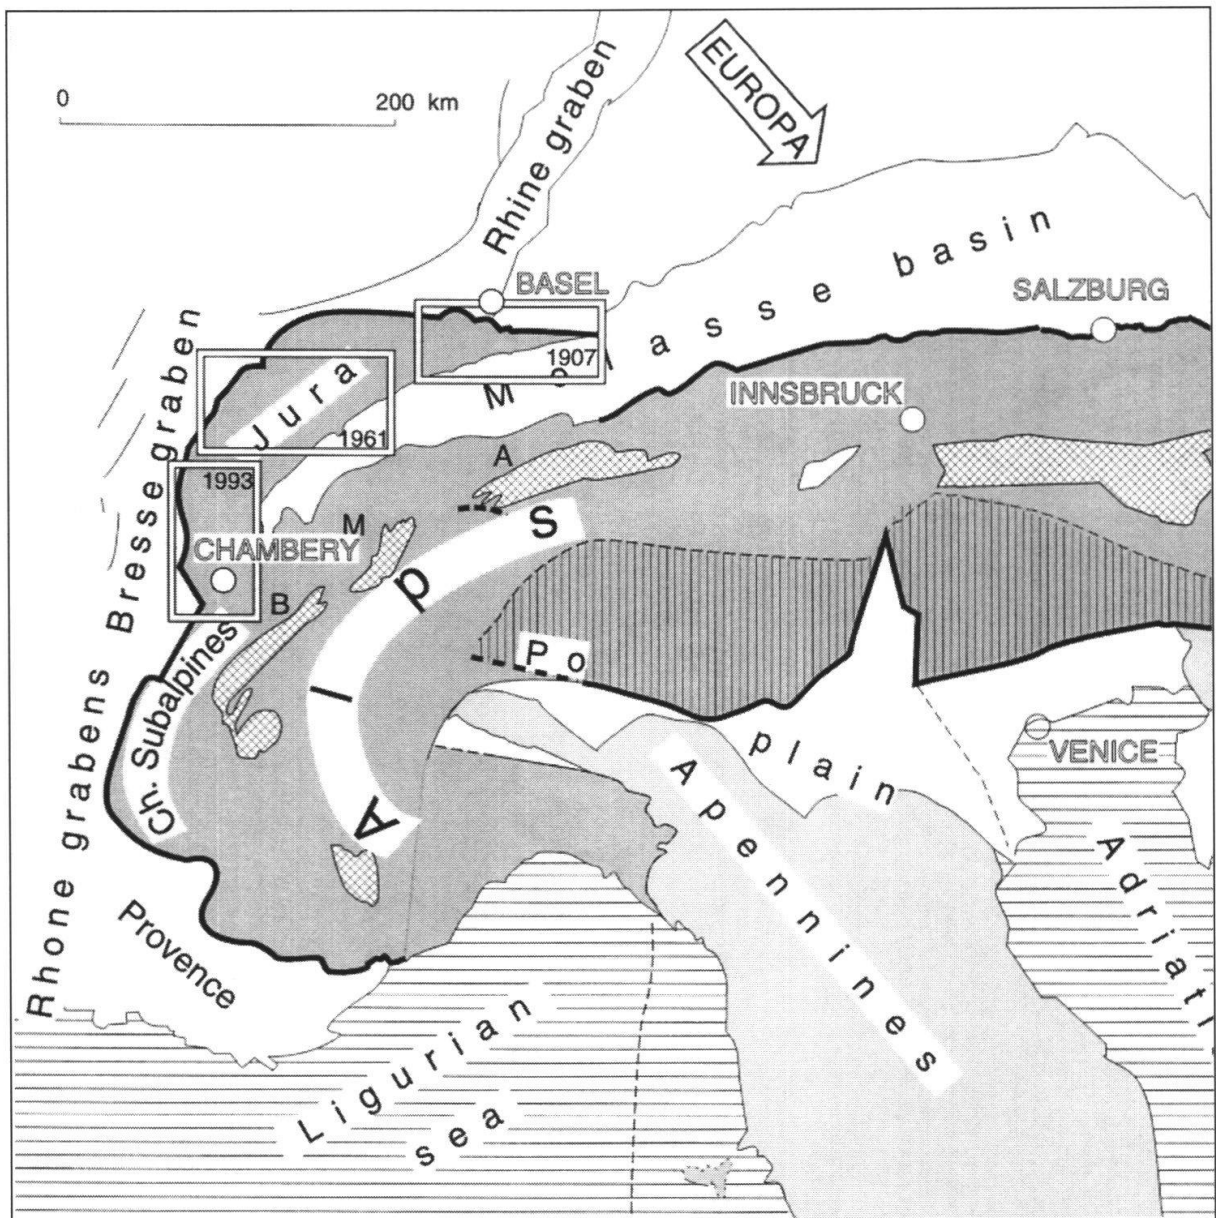 0
200 km
EUROPA
Rhine graben
Molasse basin
BASEL
SALZBURG
1907
INNSBRUCK
Jura
1961
1993
A
M
CHAMBERY
B
Alps
Bresse graben
Rhone grabens
Ch. Subalpines
Po
plain
VENICE
Apennines
Adriati
Provence
Ligurian
sea